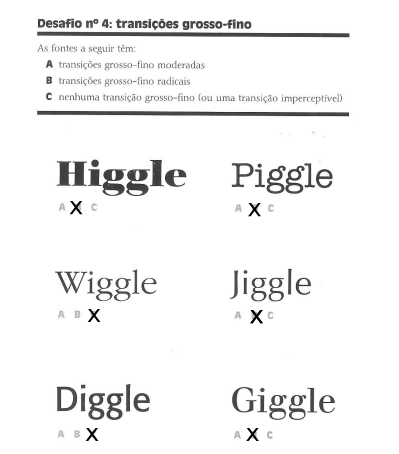 Desafio nº 4: transições grosso-fino
As fontes a seguir têm:
A transições grosso-fino moderadas
B transições grosso-fino radicais
C nenhuma transição grosso-fino (ou uma transição imperceptível)
Higgle Piggle
A X C A X C
Wiggle Jiggle
A B X A X C
Diggle Giggle
A B X A X C